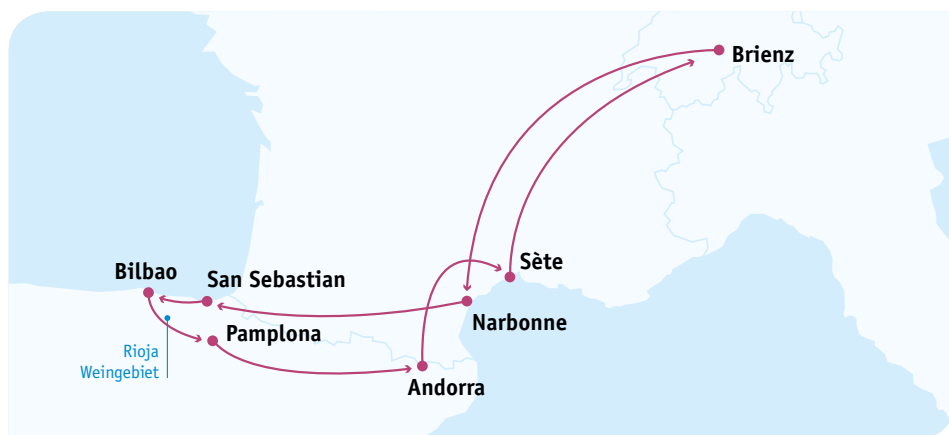 Brienz
Sète
Bilbao
San Sebastian
Narbonne
Pamplona
Rioja
Weingebiet
Andorra